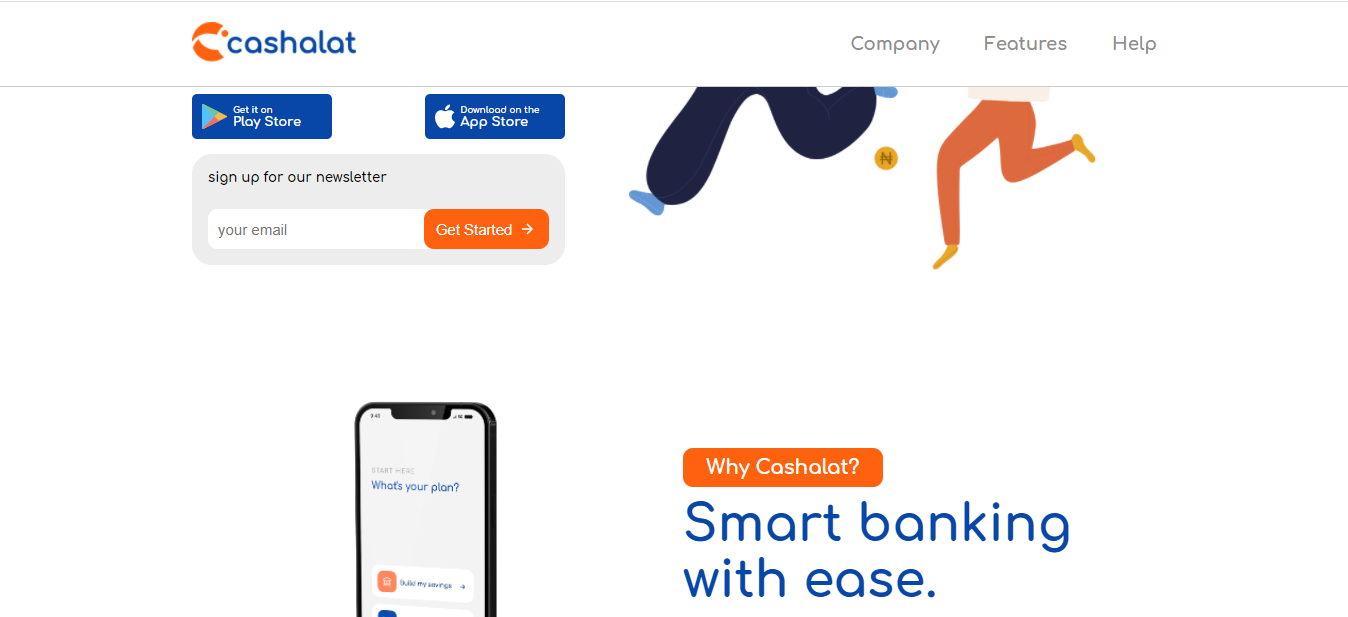 cashalat
Company
Features
Help
Get it on
Play Store
Download on the
App Store
₦
sign up for our newsletter
your email
Get Started →
9:41
START HERE
What's your plan?
Build my savings →
Why Cashalat?
Smart banking
with ease.